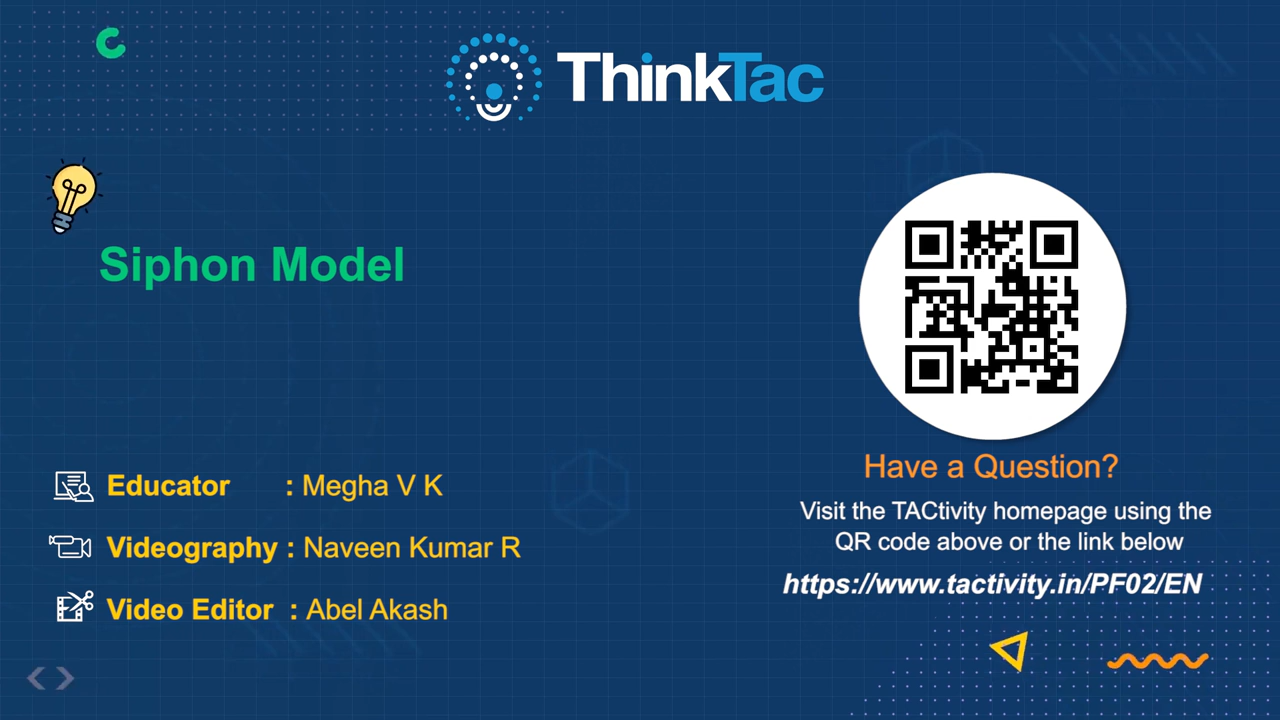 ThinkTac
Siphon Model
Educator : Megha V K
Videography : Naveen Kumar R
Video Editor : Abel Akash
Have a Question?
Visit the TACtivity homepage using the
QR code above or the link below
https://www.tactivity.in/PF02/EN